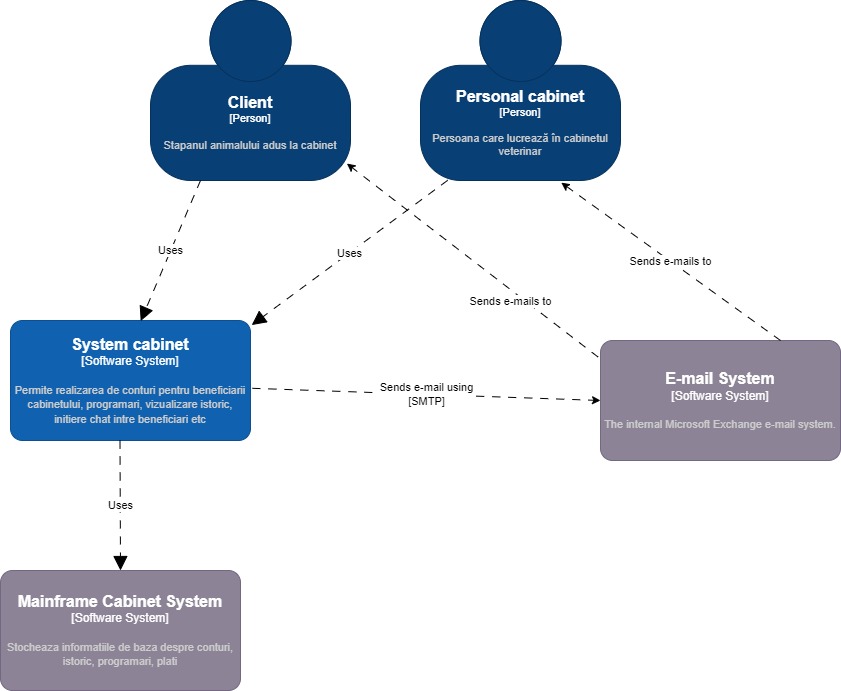 Client
[Person]
Stapanul animalului adus la cabinet
Personal cabinet
[Person]
Persoana care lucrează în cabinetul
veterinar
Uses
Uses
Sends e-mails to
Sends e-mails to
System cabinet
[Software System]
Permite realizarea de conturi pentru beneficiarii
cabinetului, programari, vizualizare istoric,
initiere chat intre beneficiari etc
Sends e-mail using
[SMTP]
E-mail System
[Software System]
The internal Microsoft Exchange e-mail system.
Uses
Mainframe Cabinet System
[Software System]
Stocheaza informatiile de baza despre conturi,
istoric, programari, plati